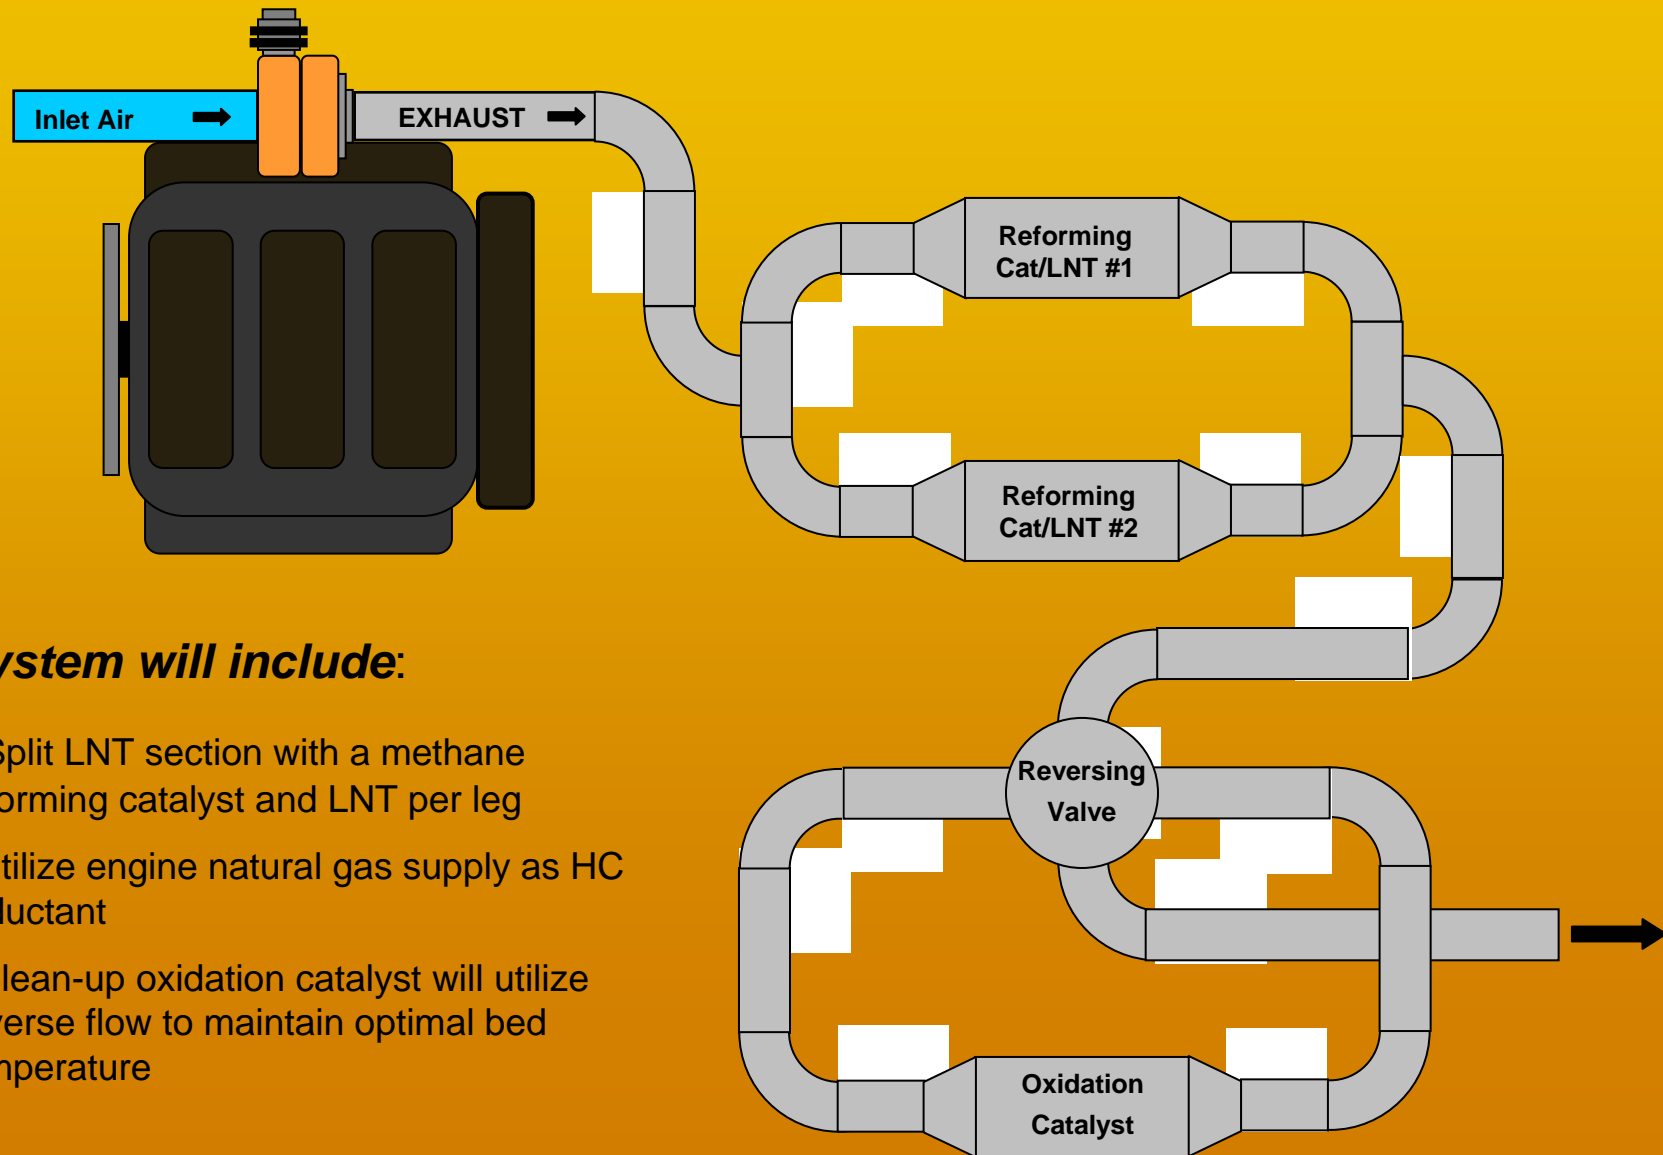 Inlet Air
EXHAUST
Reforming
Cat/LNT #1
Reforming
Cat/LNT #2
ystem will include:
Split LNT section with a methane
orming catalyst and LNT per leg
tilize engine natural gas supply as HC
luctant
lean-up oxidation catalyst will utilize
verse flow to maintain optimal bed
mperature
Reversing
Valve
Oxidation
Catalyst